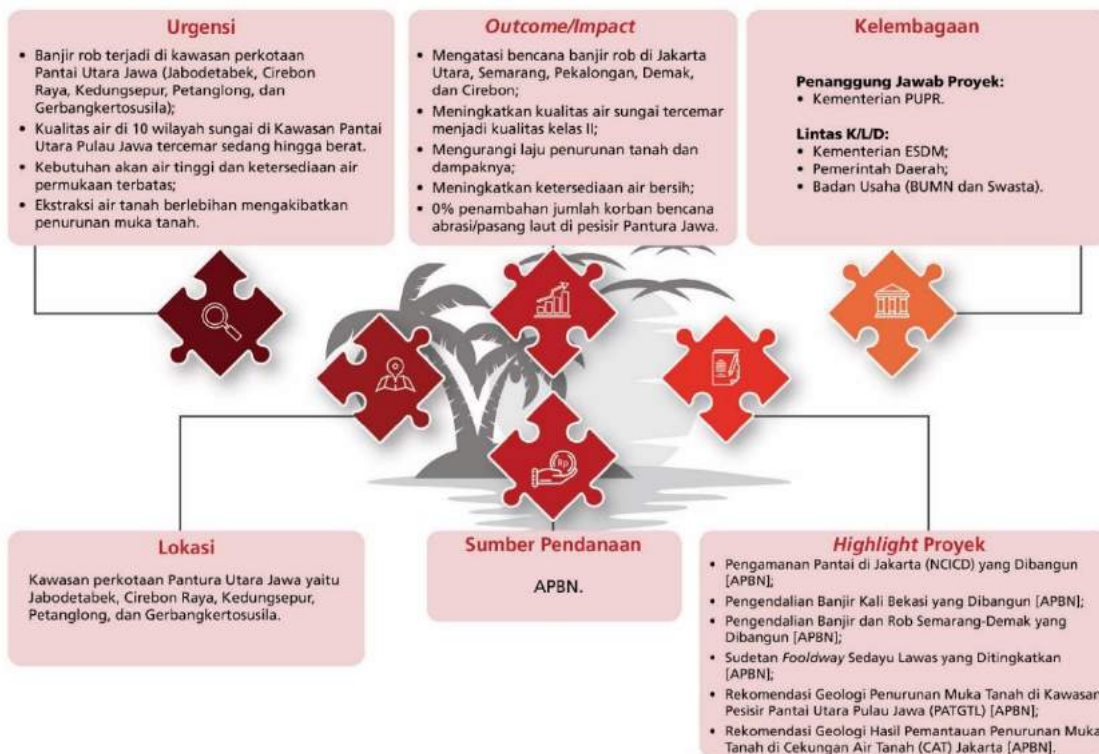 Urgensi
• Banjir rob terjadi di kawasan perkotaan
Pantai Utara Jawa (Jabodetabek, Cirebon
Raya, Kedungsepur, Petanglong, dan
Gerbangkertosusila);
• Kualitas air di 10 wilayah sungai di Kawasan Pantai
Utara Pulau Jawa tercemar sedang hingga berat.
• Kebutuhan akan air tinggi dan ketersediaan air
permukaan terbatas;
• Ekstraksi air tanah berlebihan mengakibatkan
penurunan muka tanah.
Outcome/Impact
• Mengatasi bencana banjir rob di Jakarta
Utara, Semarang, Pekalongan, Demak,
dan Cirebon;
• Meningkatkan kualitas air sungai tercemar
menjadi kualitas kelas II;
• Mengurangi laju penurunan tanah dan
dampaknya;
• Meningkatkan ketersediaan air bersih;
• 0% penambahan jumlah korban bencana
abrasi/pasang laut di pesisir Pantura Jawa.
Kelembagaan
Penanggung Jawab Proyek:
• Kementerian PUPR.
Lintas K/L/D:
• Kementerian ESDM;
• Pemerintah Daerah;
• Badan Usaha (BUMN dan Swasta).
Rp
Lokasi
Kawasan perkotaan Pantura Utara Jawa yaitu
Jabodetabek, Cirebon Raya, Kedungsepur,
Petanglong, dan Gerbangkertosusila.
Sumber Pendanaan
APBN.
Highlight Proyek
• Pengamanan Pantai di Jakarta (NCICD) yang Dibangun
[APBN];
• Pengendalian Banjir Kali Bekasi yang Dibangun [APBN];
• Pengendalian Banjir dan Rob Semarang-Demak yang
Dibangun [APBN];
• Sudetan Fooldway Sedayu Lawas yang Ditingkatkan
[APBN];
• Rekomendasi Geologi Penurunan Muka Tanah di Kawasan
Pesisir Pantai Utara Pulau Jawa (PATGTL) [APBN];
• Rekomendasi Geologi Hasil Pemantauan Penurunan Muka
Tanah di Cekungan Air Tanah (CAT) Jakarta [APBN].